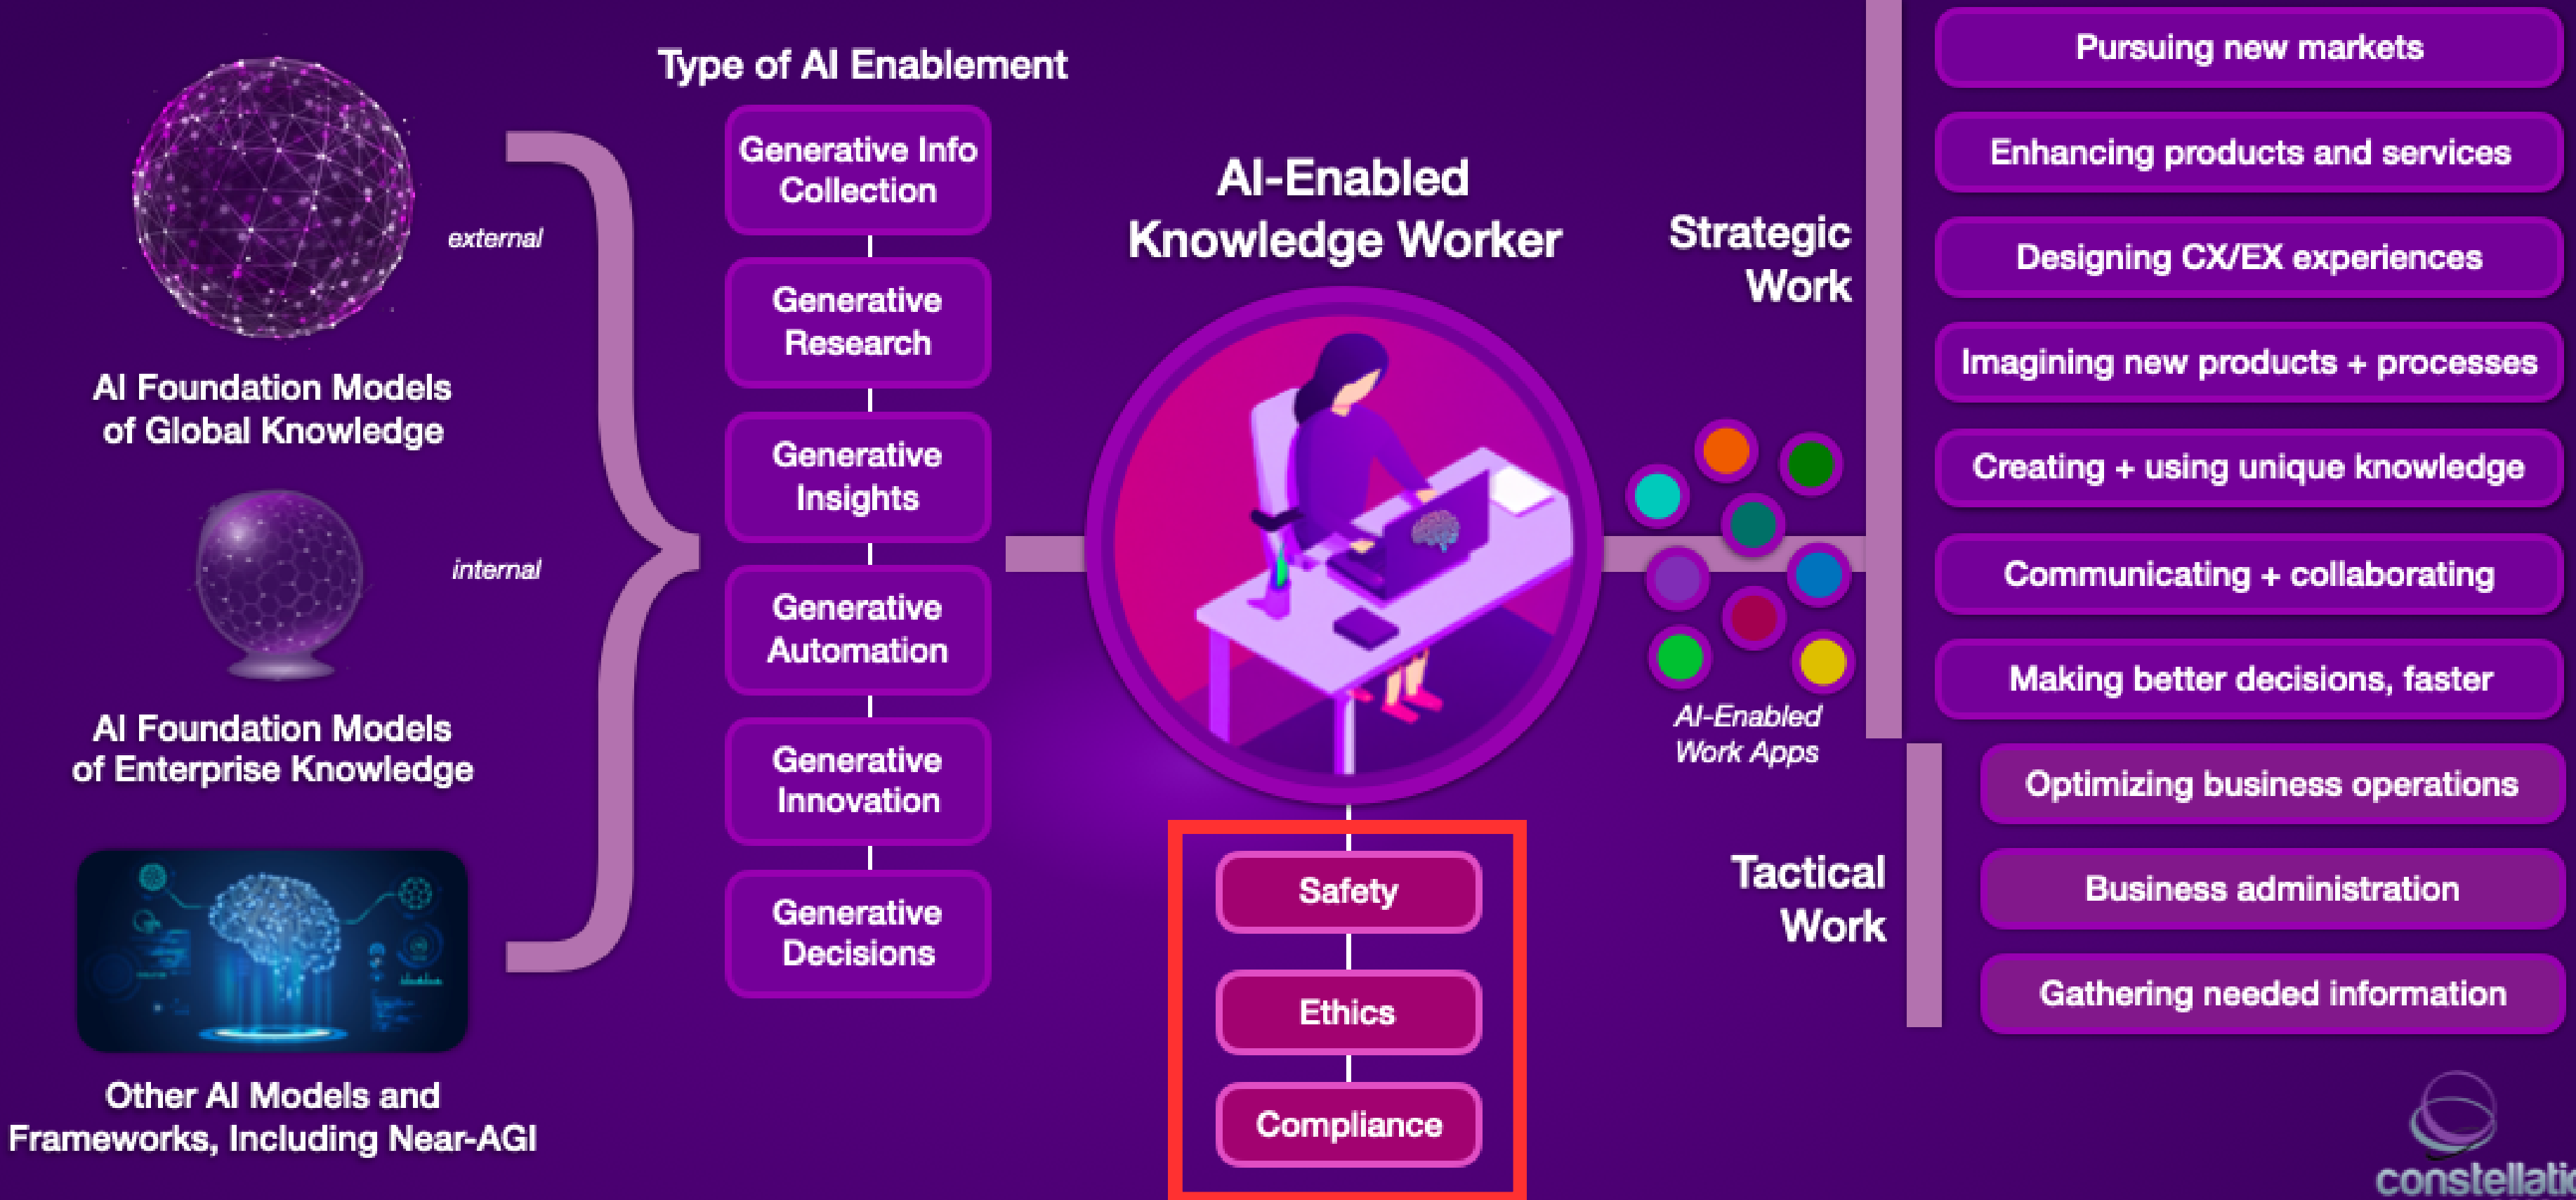 Type of AI Enablement
external
AI Foundation Models
of Global Knowledge
internal
AI Foundation Models
of Enterprise Knowledge
Other AI Models and
Frameworks, Including Near-AGI
Generative Info
Collection
Generative
Research
Generative
Insights
Generative
Automation
Generative
Innovation
Generative
Decisions
AI-Enabled
Knowledge Worker
Safety
Ethics
Compliance
AI-Enabled
Work Apps
Strategic
Work
Pursuing new markets
Enhancing products and services
Designing CX/EX experiences
Imagining new products + processes
Creating + using unique knowledge
Communicating + collaborating
Making better decisions, faster
Tactical
Work
Optimizing business operations
Business administration
Gathering needed information